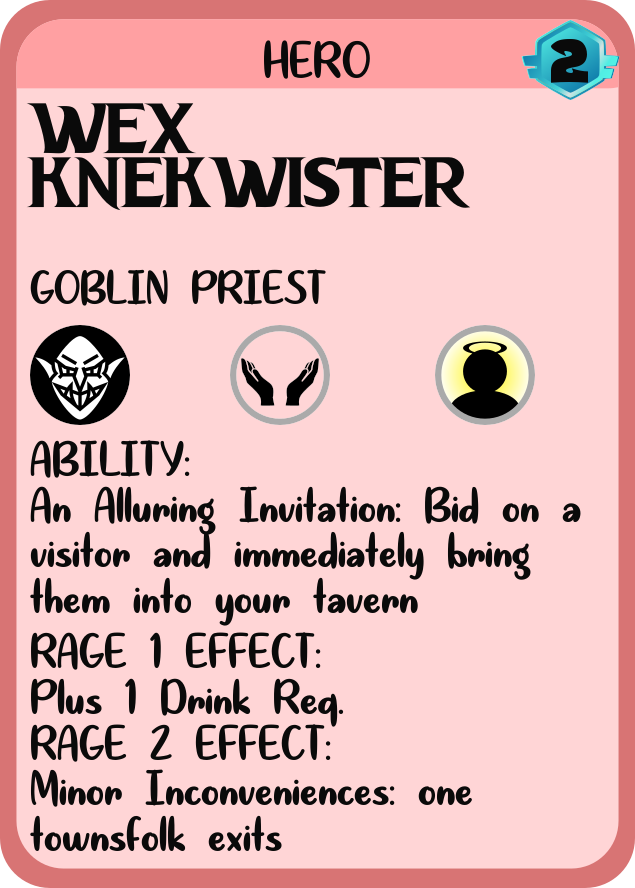 HERO 2
WEX
KNEKWISTER
GOBLIN PRIEST
ABILITY:
An Alluring Invitation: Bid on a
visitor and immediately bring
them into your tavern
RAGE 1 EFFECT:
Plus 1 Drink Req.
RAGE 2 EFFECT:
Minor Inconveniences: one
townsfolk exits